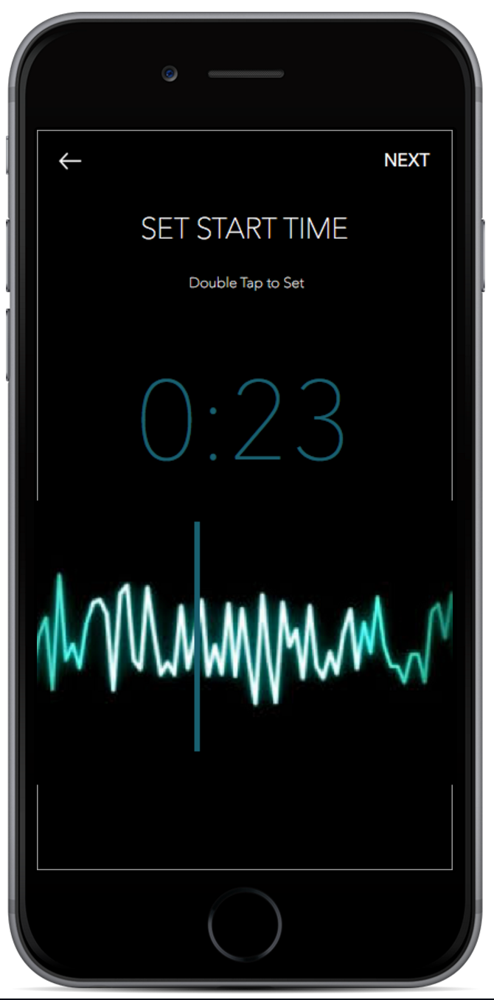 NEXT
SET START TIME
Double Tap to Set
0:23